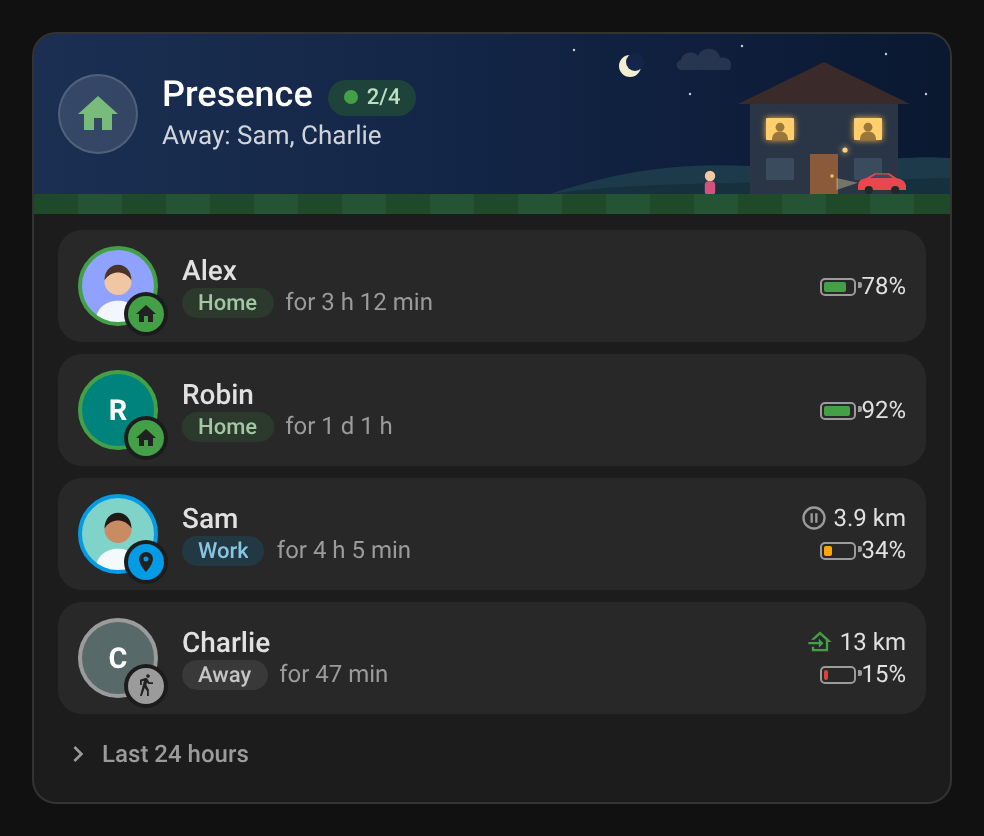 Presence
2/4
Away: Sam, Charlie
Alex
Home for 3 h 12 min
78%
R
Robin
Home for 1 d 1 h
92%
Sam
Work for 4 h 5 min
3.9 km
34%
C
Charlie
Away for 47 min
13 km
15%
Last 24 hours